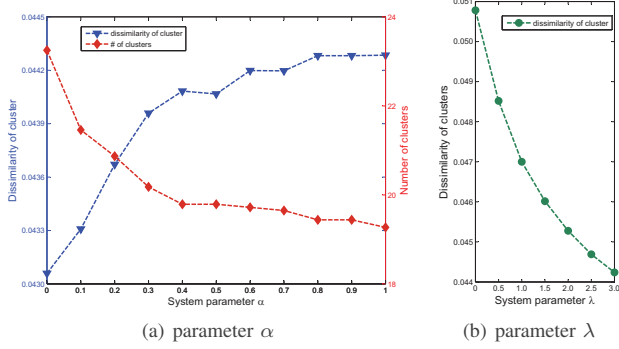 0.0445
0.0442
0.0439
0.0436
0.0433
0.0430
Dissimilarity of cluster
dissimilarity of cluster
# of clusters
24
22
20
18
Number of clusters
0 0.1 0.2 0.3 0.4 0.5 0.6 0.7 0.8 0.9 1
System parameter α
(a) parameter α
0.051
0.050
0.048
0.047
0.045
0.044
Dissimilarity of clusters
dissimilarity of cluster
0 0.5 1.0 1.5 2.0 2.5 3.0
System parameter λ
(b) parameter λ